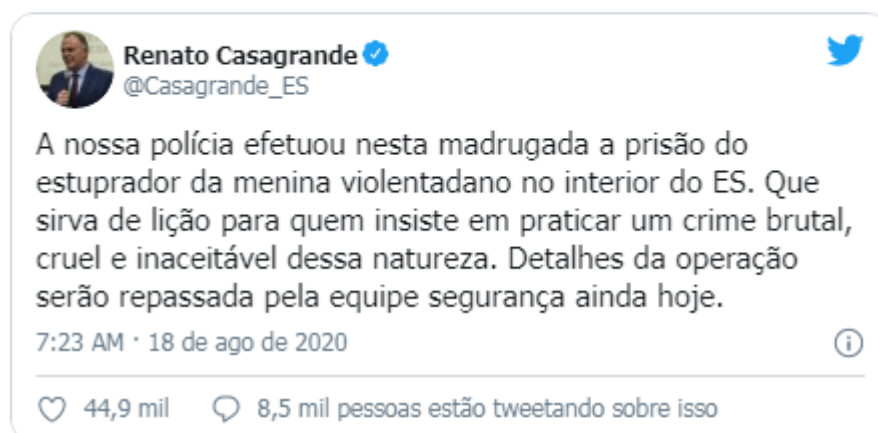 Renato Casagrande
@Casagrande_ES
A nossa polícia efetuou nesta madrugada a prisão do
estuprador da menina violentadano no interior do ES. Que
sirva de lição para quem insiste em praticar um crime brutal,
cruel e inaceitável dessa natureza. Detalhes da operação
serão repassada pela equipe segurança ainda hoje.
7:23 AM · 18 de ago de 2020
44,9 mil 8,5 mil pessoas estão tweetando sobre isso